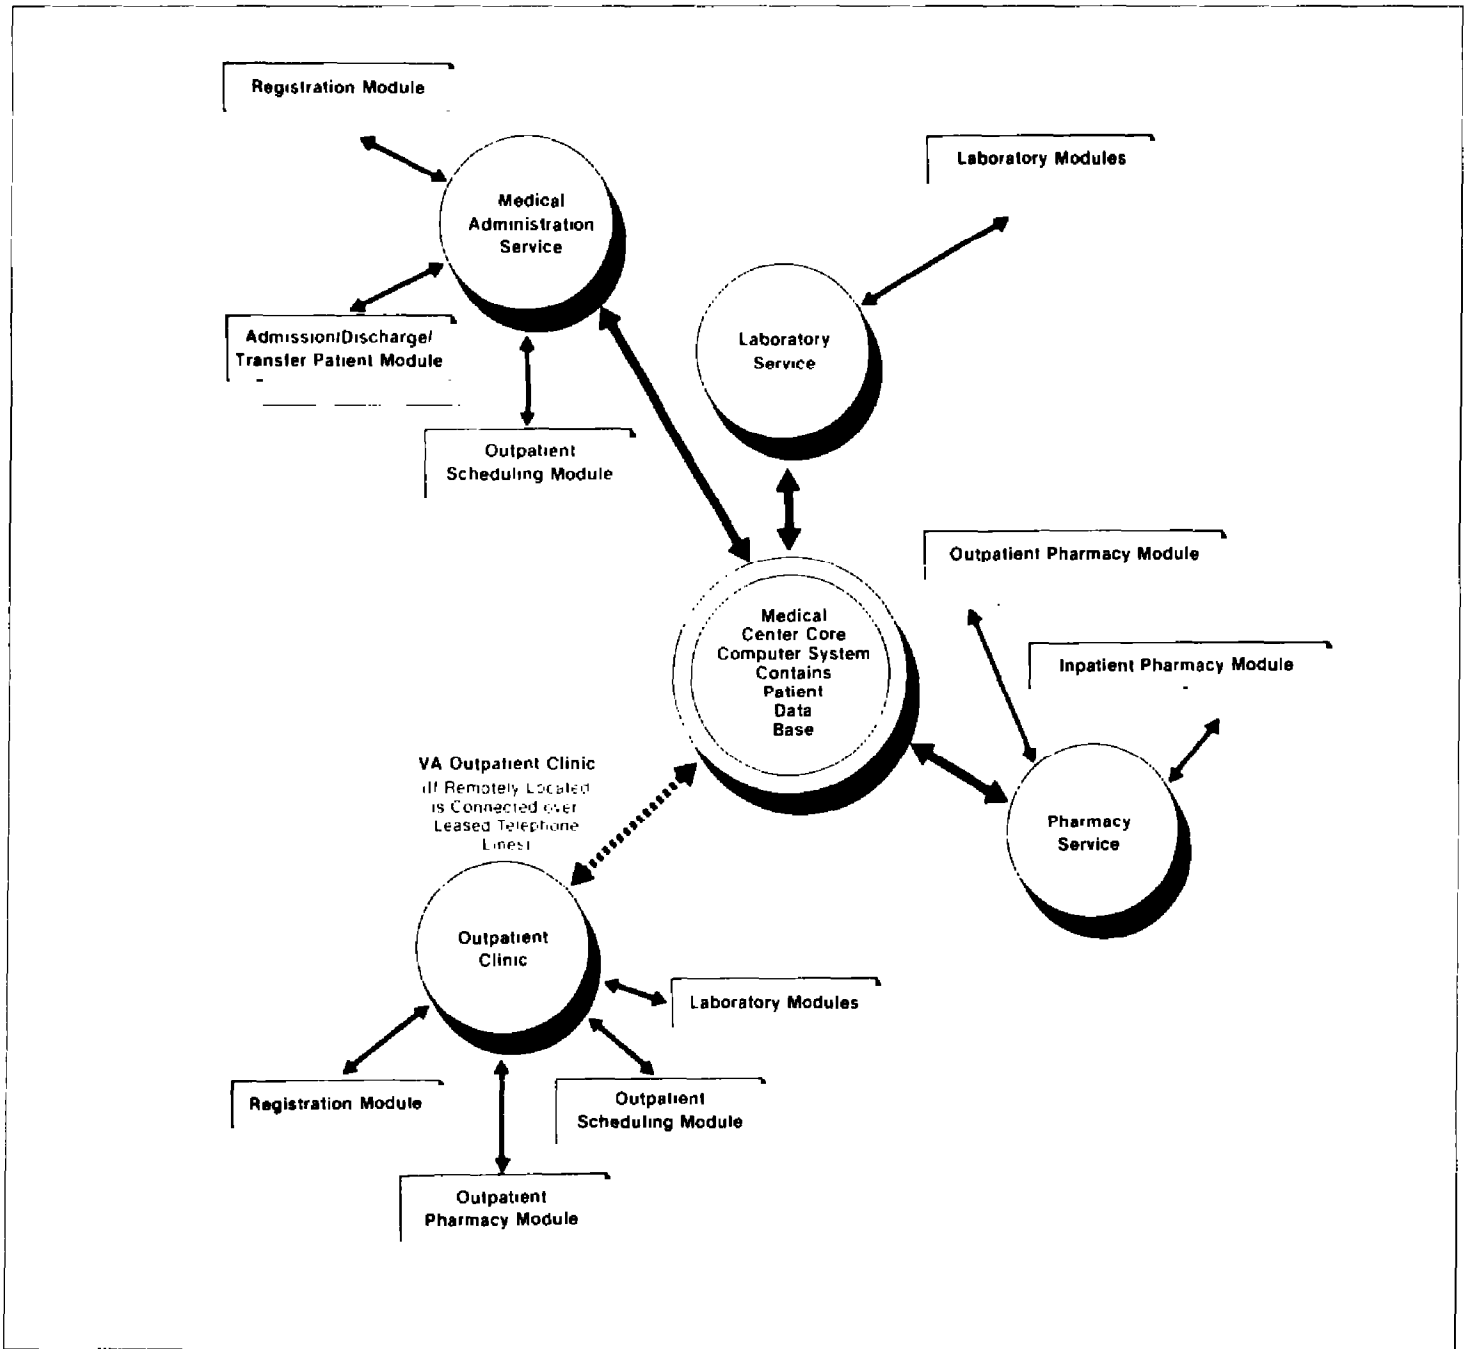 Registration Module
Laboratory Modules
Medical
Administration
Service
Admission/Discharge/
Transfer Patient Module
Laboratory
Service
Outpatient
Scheduling Module
Outpatient Pharmacy Module
Inpatient Pharmacy Module
Medical
Center Core
Computer System
Contains
Patient
Data
Base
VA Outpatient Clinic
(If Remotely Located
is Connected over
Leased Telephone
Lines)
Pharmacy
Service
Outpatient
Clinic
Laboratory Modules
Registration Module
Outpatient
Scheduling Module
Outpatient
Pharmacy Module